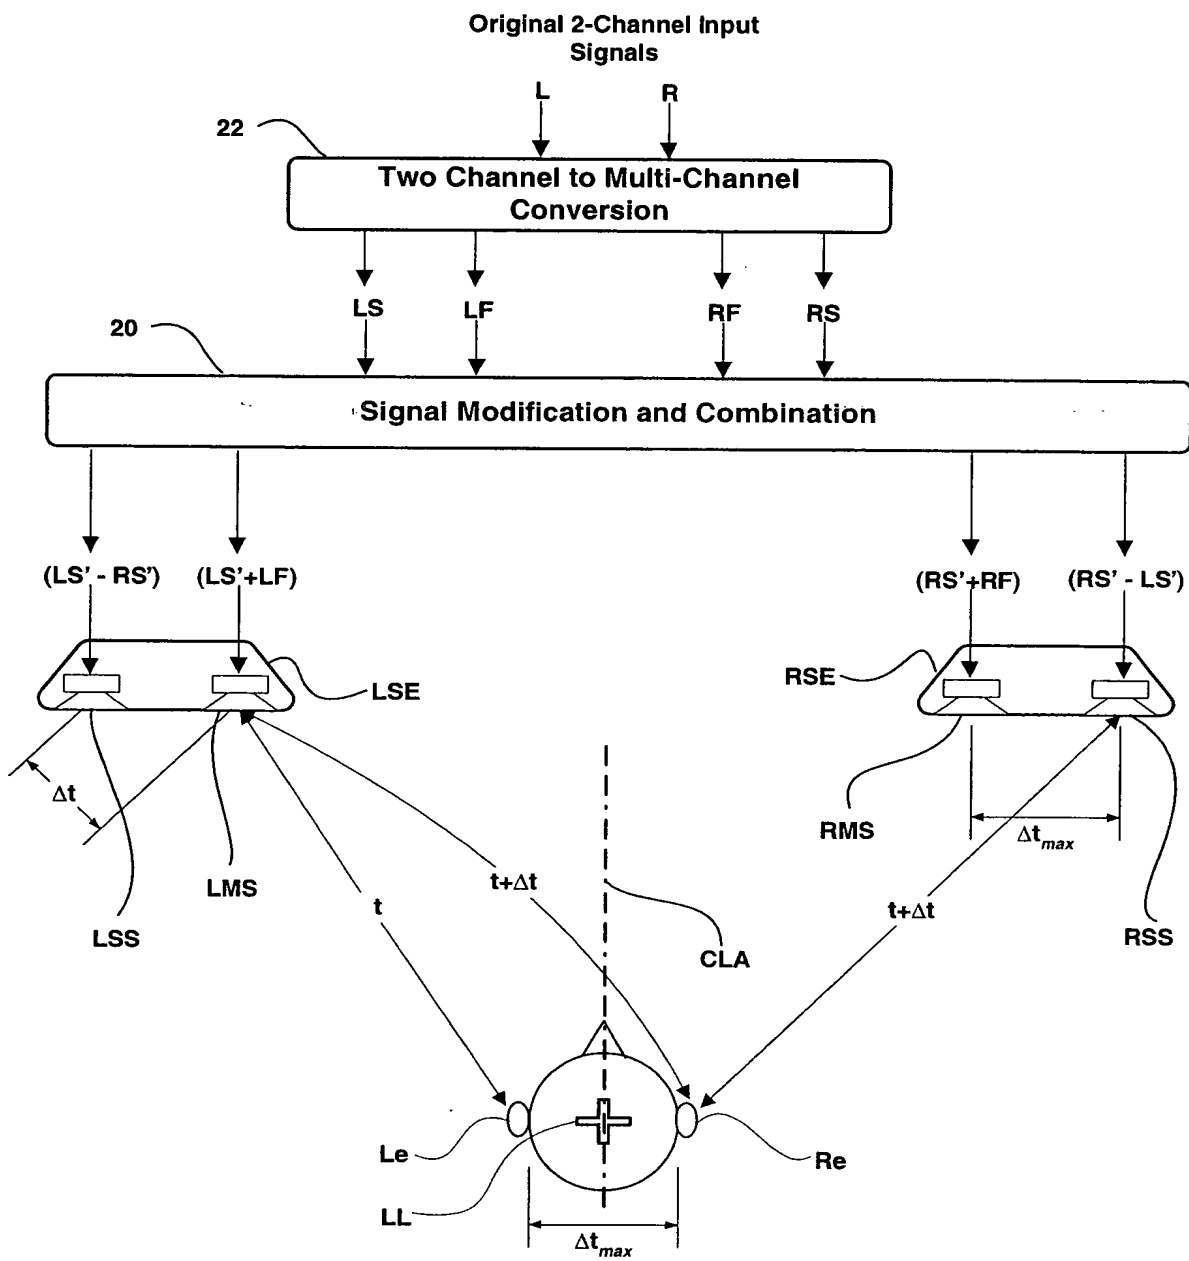 Original 2-Channel Input
Signals
L R
22
Two Channel to Multi-Channel
Conversion
LS LF RF RS
20
Signal Modification and Combination
(LS' - RS') (LS'+LF) (RS'+RF) (RS' - LS')
LSE RSE
Δt
RMS Δtmax
LMS t t+Δt t+Δt
LSS CLA RSS
Le Re
LL
Δtmax